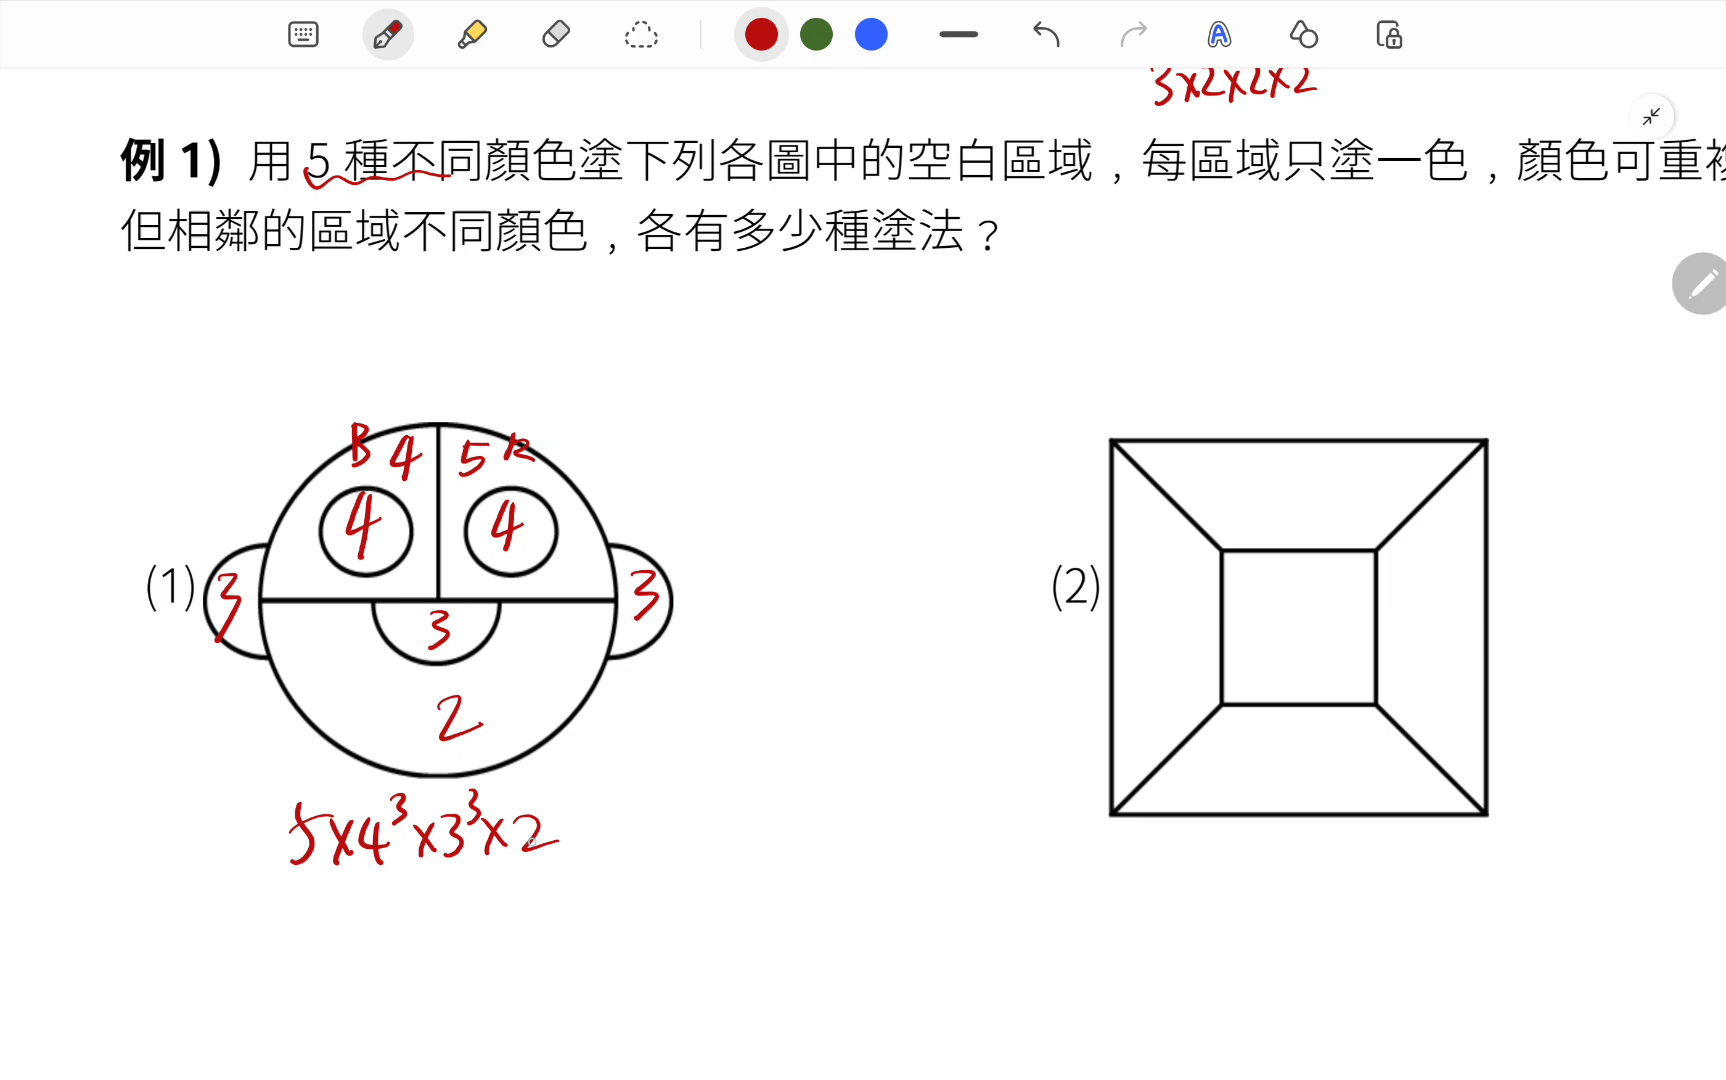 3x2x2x2
例 1) 用 5 種不同顏色塗下列各圖中的空白區域，每區域只塗一色，顏色可重複
但相鄰的區域不同顏色，各有多少種塗法？
B 4 5 R
4 4
(1) 3 3 (2)
3
2
5x4³x3³x2